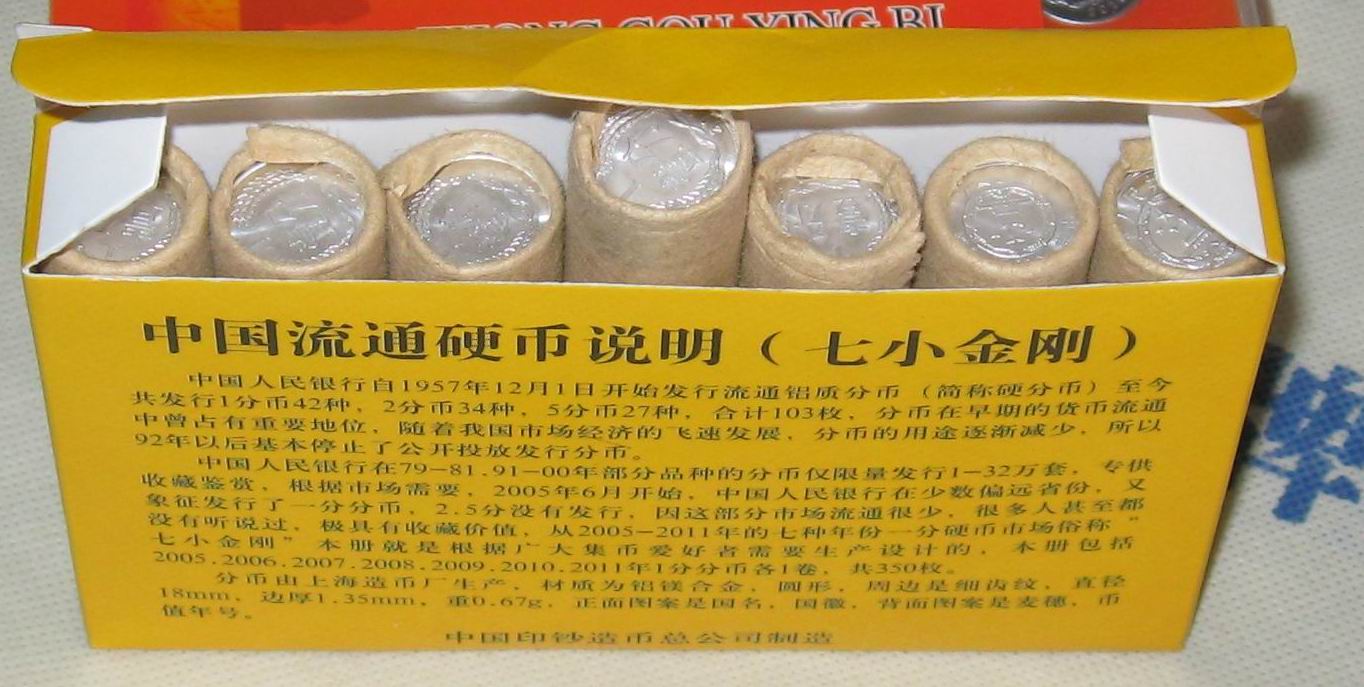 ZHONG GOU YING BI
中国流通硬币说明（七小金刚）
中国人民银行自1957年12月1日开始发行流通铝质分币（简称硬分币）至今
共发行1分币42种，2分币34种，5分币27种，合计103枚，分币在早期的货币流通
中曾占有重要地位，随着我国市场经济的飞速发展，分币的用途逐渐减少，所以
92年以后基本停止了公开投放发行分币。
中国人民银行在79-81.91-00年部分品种的分币仅限量发行1-32万套，专供
收藏鉴赏，根据市场需要，2005年6月开始，中国人民银行在少数偏远省份，又
象征发行了一分分币，2.5分没有发行，因这部分市场流通很少，很多人甚至都
没有听说过，极具有收藏价值，从2005-2011年的七种年份一分硬币市场俗称“
七小金刚”本册就是根据广大集币爱好者需要生产设计的，本册包括
2005.2006.2007.2008.2009.2010.2011年1分分币各1卷，共350枚。
分币由上海造币厂生产，材质为铝镁合金，圆形，周边是细齿纹，直径
18mm，边厚1.35mm，重0.67g，正面图案是国名，国徽，背面图案是麦穗，币
值年号。
中国印钞造币总公司制造